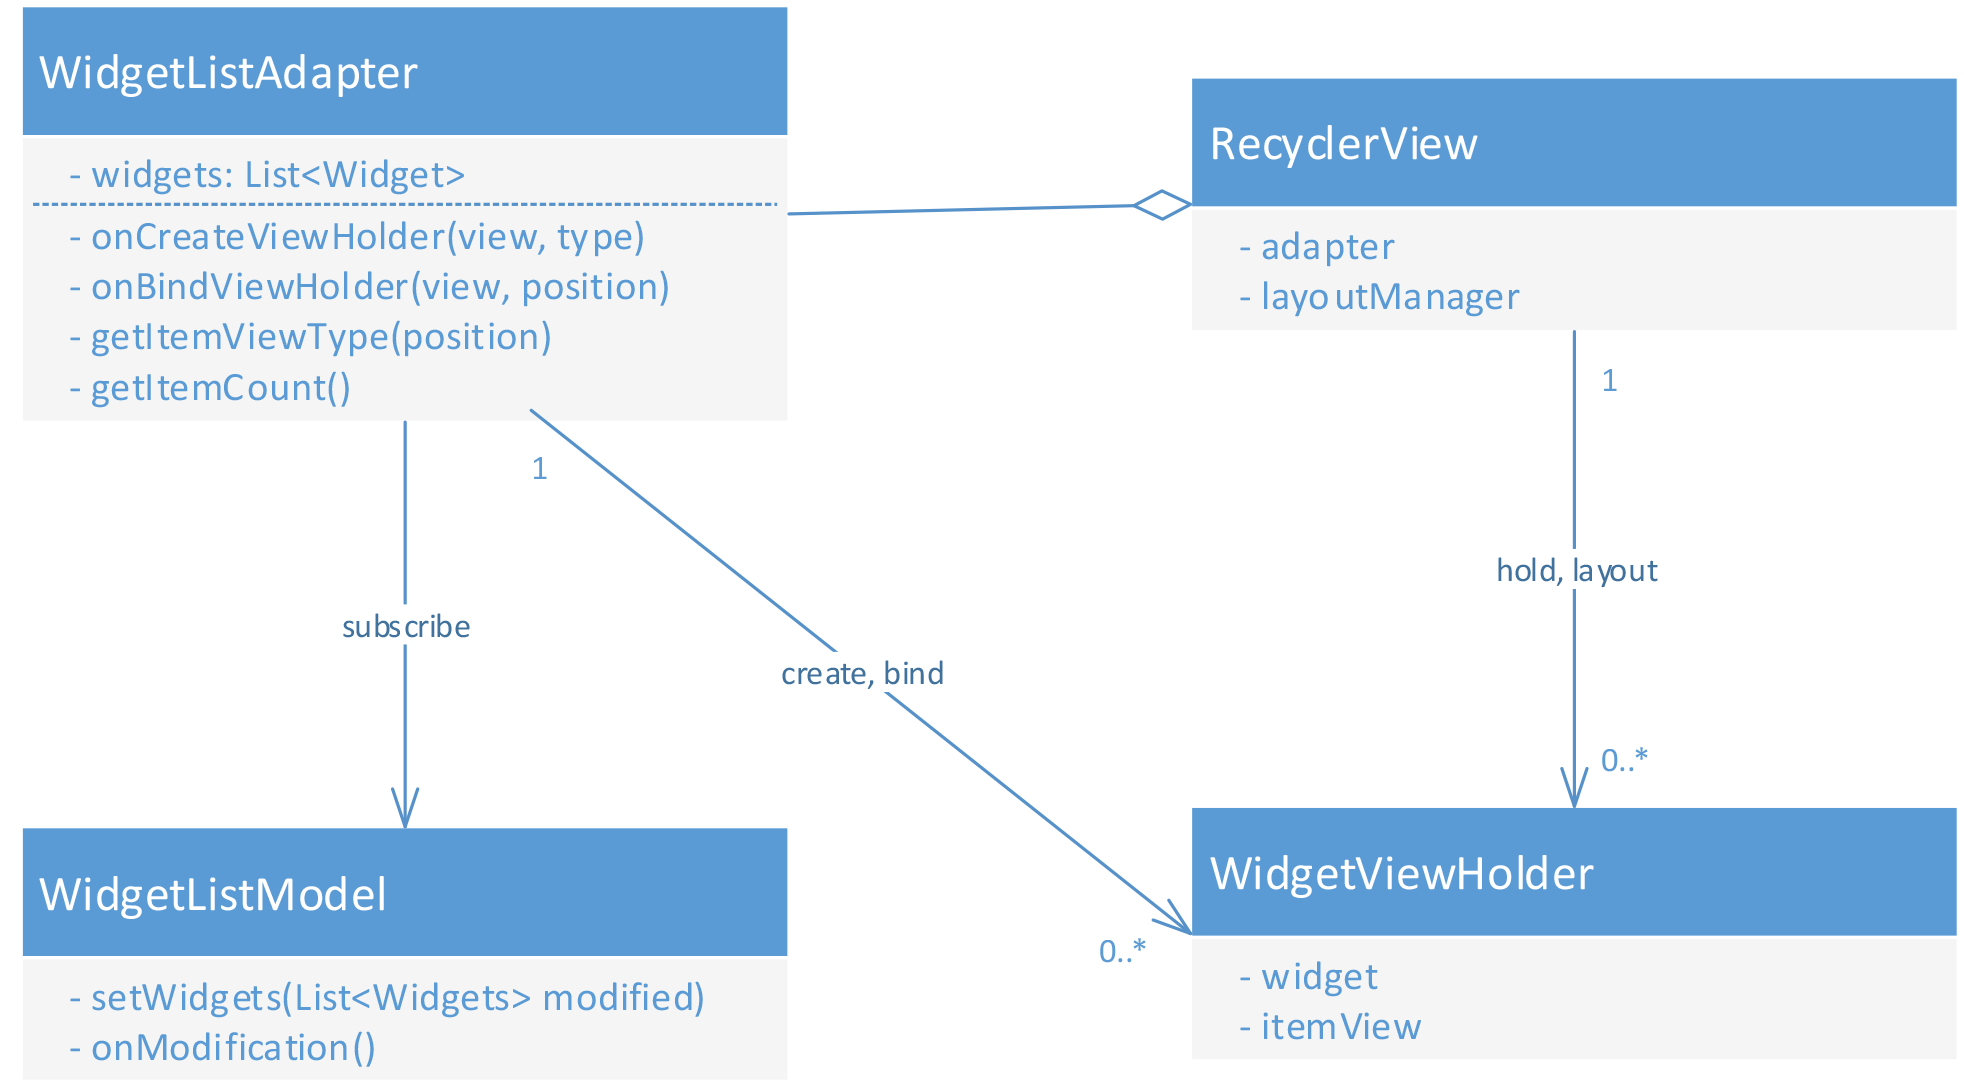 WidgetListAdapter
- widgets: List<Widget>
- onCreateViewHolder(view, type)
- onBindViewHolder(view, position)
- getItemViewType(position)
- getItemCount()
RecyclerView
- adapter
- layoutManager
1
1
subscribe
create, bind
hold, layout
0..*
0..*
WidgetListModel
- setWidgets(List<Widgets> modified)
- onModification()
WidgetViewHolder
- widget
- itemView